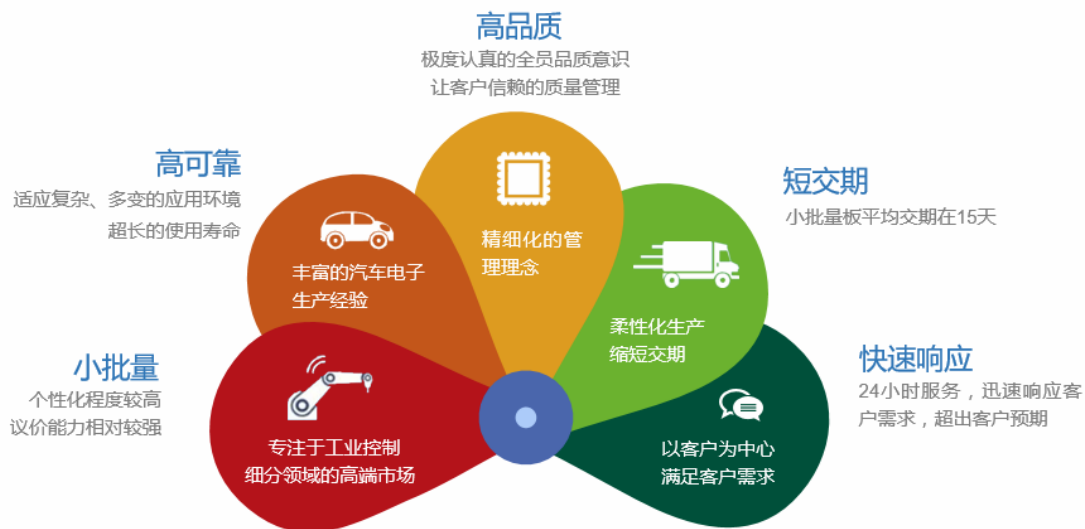 高品质
极度认真的全员品质意识
让客户信赖的质量管理
高可靠
适应复杂、多变的应用环境
超长的使用寿命
短交期
小批量板平均交期在15天
精细化的管
理理念
丰富的汽车电子
生产经验
柔性化生产
缩短交期
小批量
个性化程度较高
议价能力相对较强
快速响应
24小时服务，迅速响应客
户需求，超出客户预期
专注于工业控制
细分领域的高端市场
以客户为中心
满足客户需求